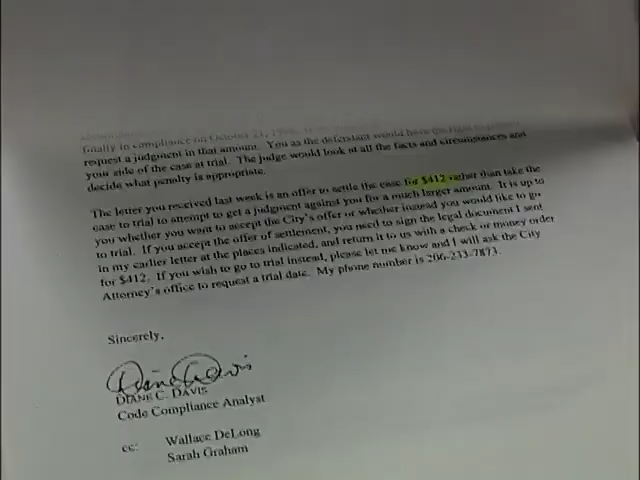 finally in compliance on October 21,
request a judgment in that amount. You as the defendant would have the right to present
your side of the case at trial. The judge would look at all the facts and circumstances and
decide what penalty is appropriate.
The letter you received last week is an offer to settle the case for $412 rather than take the
case to trial to attempt to get a judgment against you for a much larger amount. It is up to
you whether you want to accept the City's offer or whether instead you would like to go
to trial. If you accept the offer of settlement, you need to sign the legal document I sent
in my earlier letter at the places indicated, and return it to us with a check or money order
for $412. If you wish to go to trial instead, please let me know and I will ask the City
Attorney's office to request a trial date. My phone number is 206-233-7873.
Sincerely,
Diane C Davis
DIANE C. DAVIS
Code Compliance Analyst
cc: Wallace DeLong
Sarah Graham